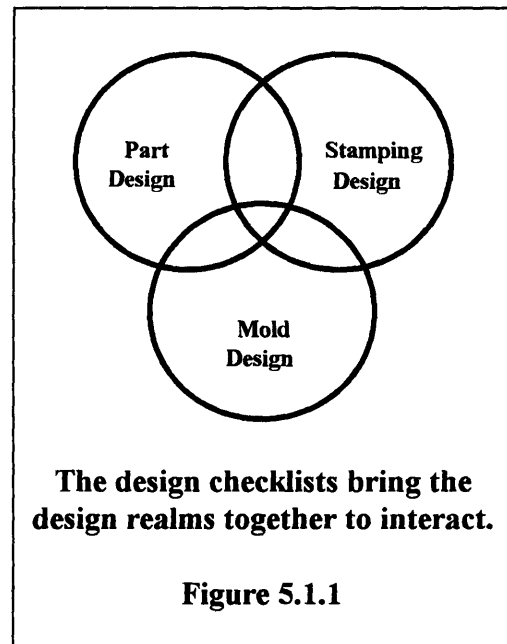 Part
Design
Stamping
Design
Mold
Design
The design checklists bring the
design realms together to interact.
Figure 5.1.1